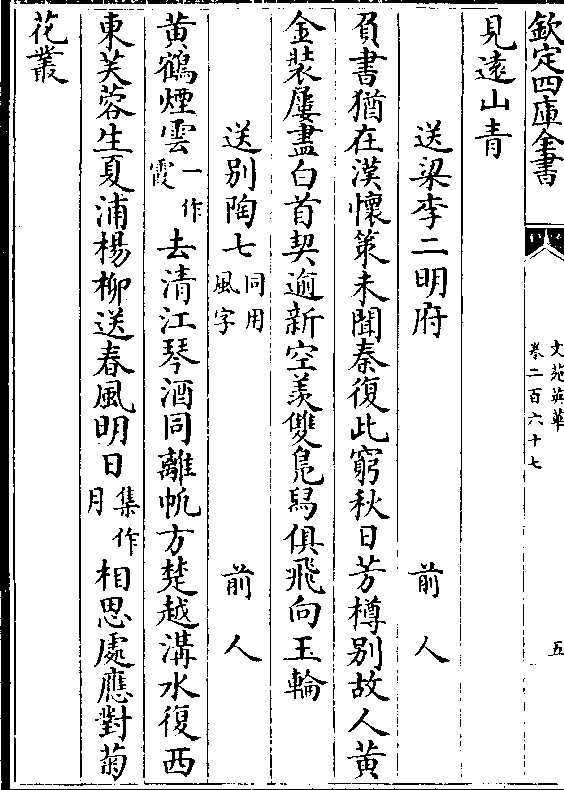 欽定四庫全書
文苑英華
卷二百六十七
五
見遠山青
送梁李二明府
前人
負書猶在漢懷策未聞秦復此窮秋日芳樽別故人黄
金裝屢盡白首契逾新空羡雙鳬舄俱飛向玉輪
送别陶七同用風字
前人
黄鶴煙雲一作霞去清江琴酒同離帆方楚越溝水復西
東芙蓉生夏浦楊柳送春風明日集作月相思處應對菊
花叢